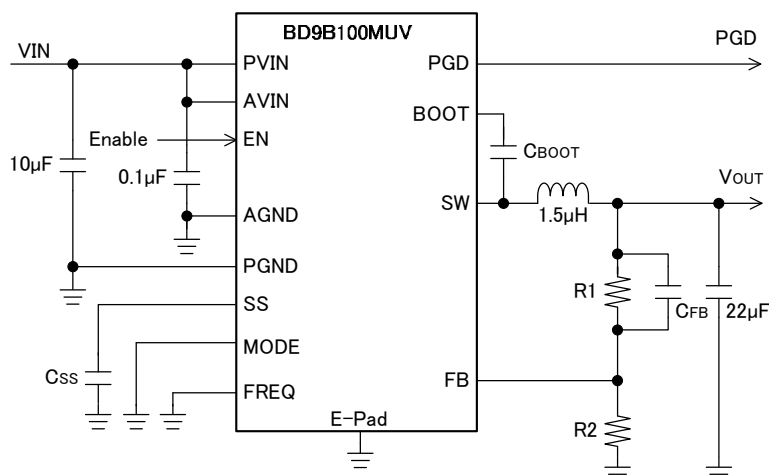 BD9B100MUV
VIN
PVIN
PGD
PGD
AVIN
BOOT
Enable
EN
CBOOT
10µF
0.1µF
VOUT
SW
AGND
1.5µH
PGND
SS
R1
CFB
22µF
MODE
CSS
FB
FREQ
E-Pad
R2